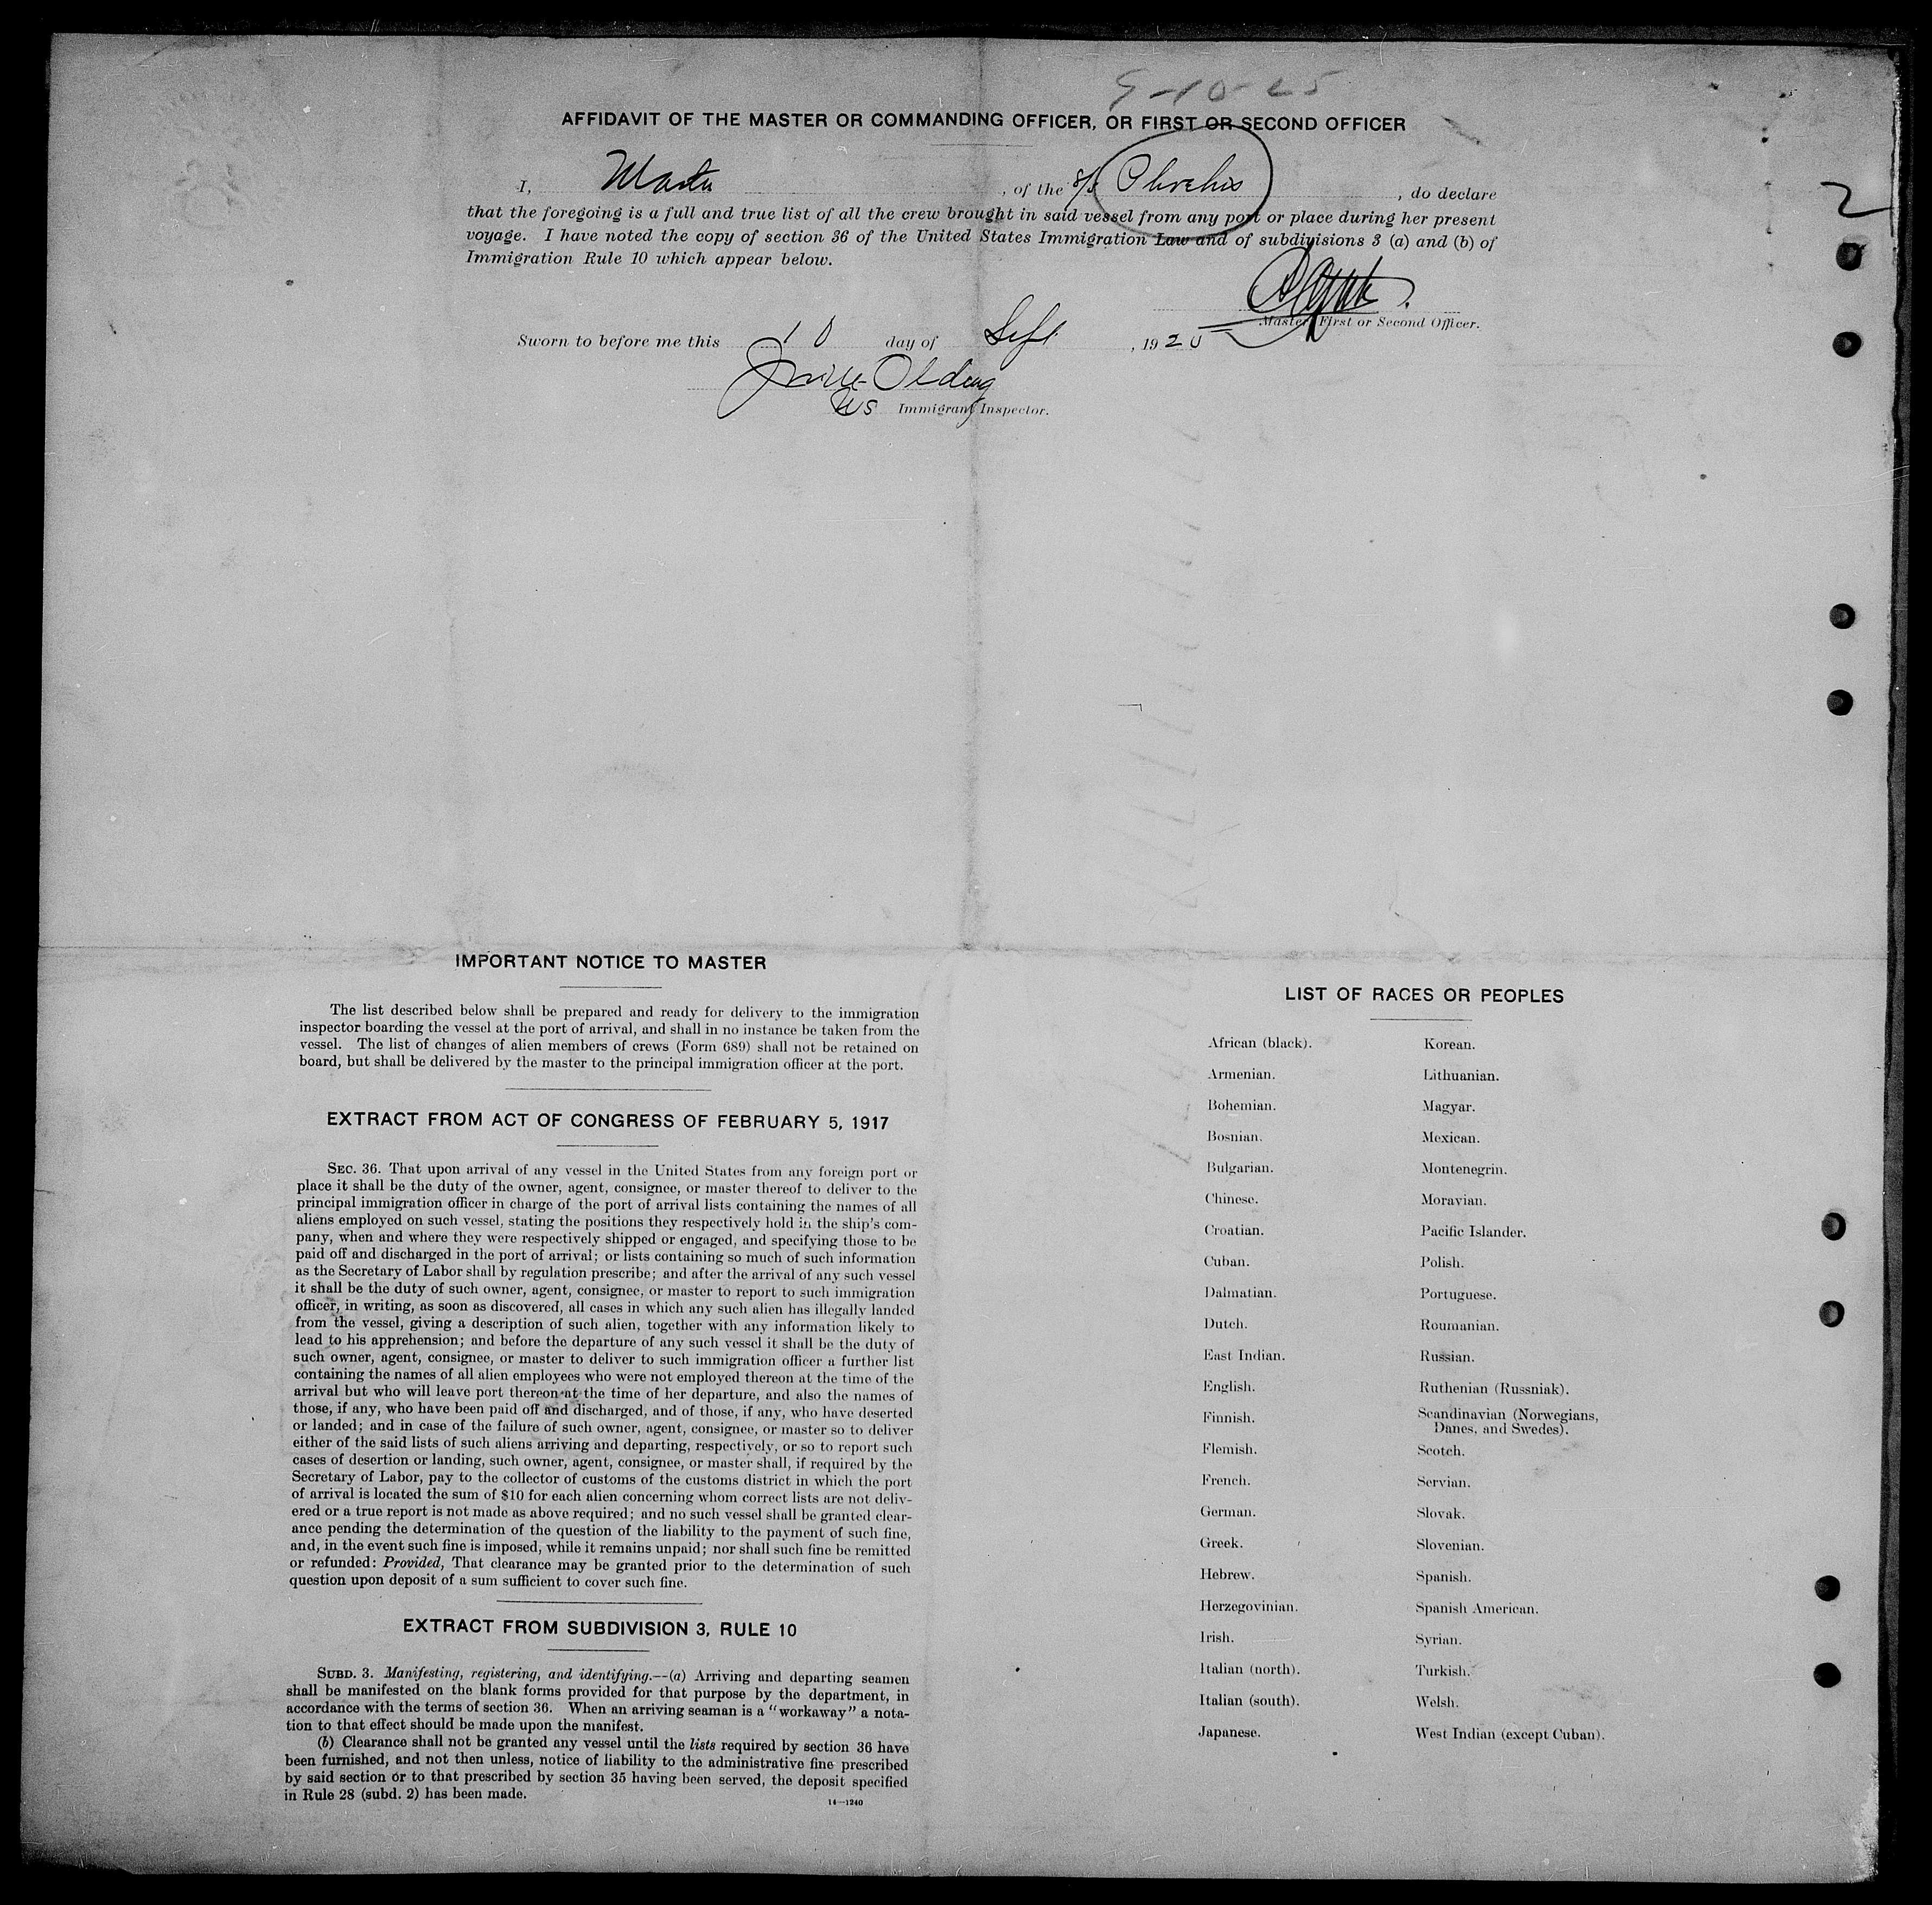 9-10-25
AFFIDAVIT OF THE MASTER OR COMMANDING OFFICER, OR FIRST OR SECOND OFFICER
I, Master, of the S/S, do declare
that the foregoing is a full and true list of all the crew brought in said vessel from any port or place during her present
voyage. I have noted the copy of section 36 of the United States Immigration Law and of subdivisions 3 (a) and (b) of
Immigration Rule 10 which appear below.
2
Master, First or Second Officer.
Sworn to before me this 10 day of Sept, 192
US Immigrant Inspector.
IMPORTANT NOTICE TO MASTER
The list described below shall be prepared and ready for delivery to the immigration
inspector boarding the vessel at the port of arrival, and shall in no instance be taken from the
vessel. The list of changes of alien members of crews (Form 689) shall not be retained on
board, but shall be delivered by the master to the principal immigration officer at the port.
EXTRACT FROM ACT OF CONGRESS OF FEBRUARY 5, 1917
SEC. 36. That upon arrival of any vessel in the United States from any foreign port or
place it shall be the duty of the owner, agent, consignee, or master thereof to deliver to the
principal immigration officer in charge of the port of arrival lists containing the names of all
aliens employed on such vessel, stating the positions they respectively hold in the ship's com-
pany, when and where they were respectively shipped or engaged, and specifying those to be
paid off and discharged in the port of arrival; or lists containing so much of such information
as the Secretary of Labor shall by regulation prescribe; and after the arrival of any such vessel
it shall be the duty of such owner, agent, consignee, or master to report to such immigration
officer, in writing, as soon as discovered, all cases in which any such alien has illegally landed
from the vessel, giving a description of such alien, together with any information likely to
lead to his apprehension; and before the departure of any such vessel it shall be the duty of
such owner, agent, consignee, or master to deliver to such immigration officer a further list
containing the names of all alien employees who were not employed thereon at the time of the
arrival but who will leave port thereon at the time of her departure, and also the names of
those, if any, who have been paid off and discharged, and of those, if any, who have deserted
or landed; and in case of the failure of such owner, agent, consignee, or master so to deliver
either of the said lists of such aliens arriving and departing, respectively, or so to report such
cases of desertion or landing, such owner, agent, consignee, or master shall, if required by the
Secretary of Labor, pay to the collector of customs of the customs district in which the port
of arrival is located the sum of $10 for each alien concerning whom correct lists are not deliv-
ered or a true report is not made as above required; and no such vessel shall be granted clear-
ance pending the determination of the question of the liability to the payment of such fine,
and, in the event such fine is imposed, while it remains unpaid; nor shall such fine be remitted
or refunded: Provided, That clearance may be granted prior to the determination of such
question upon deposit of a sum sufficient to cover such fine.
EXTRACT FROM SUBDIVISION 3, RULE 10
SUBD. 3. Manifesting, registering, and identifying.—(a) Arriving and departing seamen
shall be manifested on the blank forms provided for that purpose by the department, in
accordance with the terms of section 36. When an arriving seaman is a "workaway" a nota-
tion to that effect should be made upon the manifest.
(b) Clearance shall not be granted any vessel until the lists required by section 36 have
been furnished, and not then unless, notice of liability to the administrative fine prescribed
by said section or to that prescribed by section 35 having been served, the deposit specified
in Rule 28 (subd. 2) has been made.
14—1240
LIST OF RACES OR PEOPLES
African (black).
Armenian.
Bohemian.
Bosnian.
Bulgarian.
Chinese.
Croatian.
Cuban.
Dalmatian.
Dutch.
East Indian.
English.
Finnish.
Flemish.
French.
German.
Greek.
Hebrew.
Herzegovinian.
Irish.
Italian (north).
Italian (south).
Japanese.
Korean.
Lithuanian.
Magyar.
Mexican.
Montenegrin.
Moravian.
Pacific Islander.
Polish.
Portuguese.
Roumanian.
Russian.
Ruthenian (Russniak).
Scandinavian (Norwegians,
Danes, and Swedes).
Scotch.
Servian.
Slovak.
Slovenian.
Spanish.
Spanish American.
Syrian.
Turkish.
Welsh.
West Indian (except Cuban).